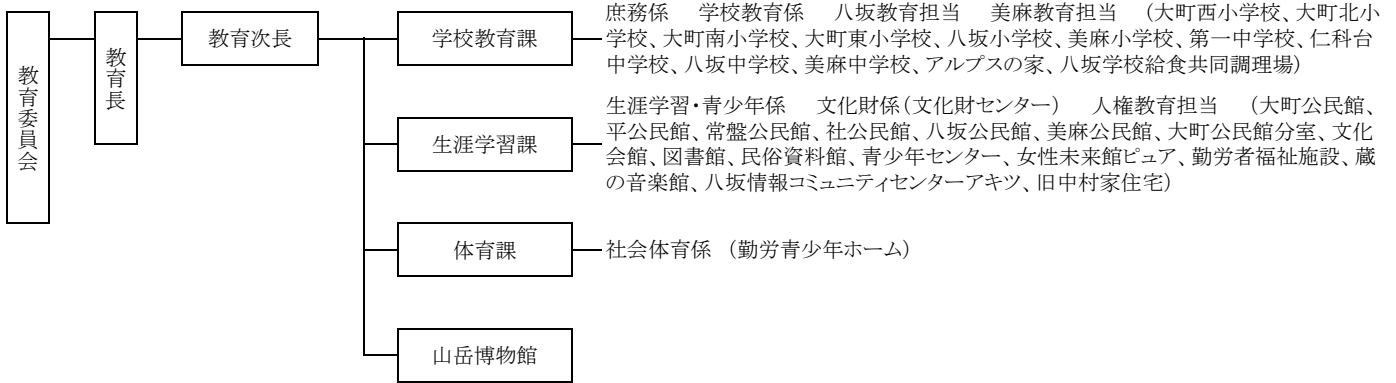 教育委員会
教育長
教育次長
学校教育課
庶務係 学校教育係 八坂教育担当 美麻教育担当 (大町西小学校、大町北小
学校、大町南小学校、大町東小学校、八坂小学校、美麻小学校、第一中学校、仁科台
中学校、八坂中学校、美麻中学校、アルプスの家、八坂学校給食共同調理場)
生涯学習課
生涯学習・青少年係 文化財係(文化財センター) 人権教育担当 (大町公民館、
平公民館、常盤公民館、社公民館、八坂公民館、美麻公民館、大町公民館分室、文化
会館、図書館、民俗資料館、青少年センター、女性未来館ピュア、勤労者福祉施設、蔵
の音楽館、八坂情報コミュニティセンターアキツ、旧中村家住宅)
体育課
社会体育係 (勤労青少年ホーム)
山岳博物館